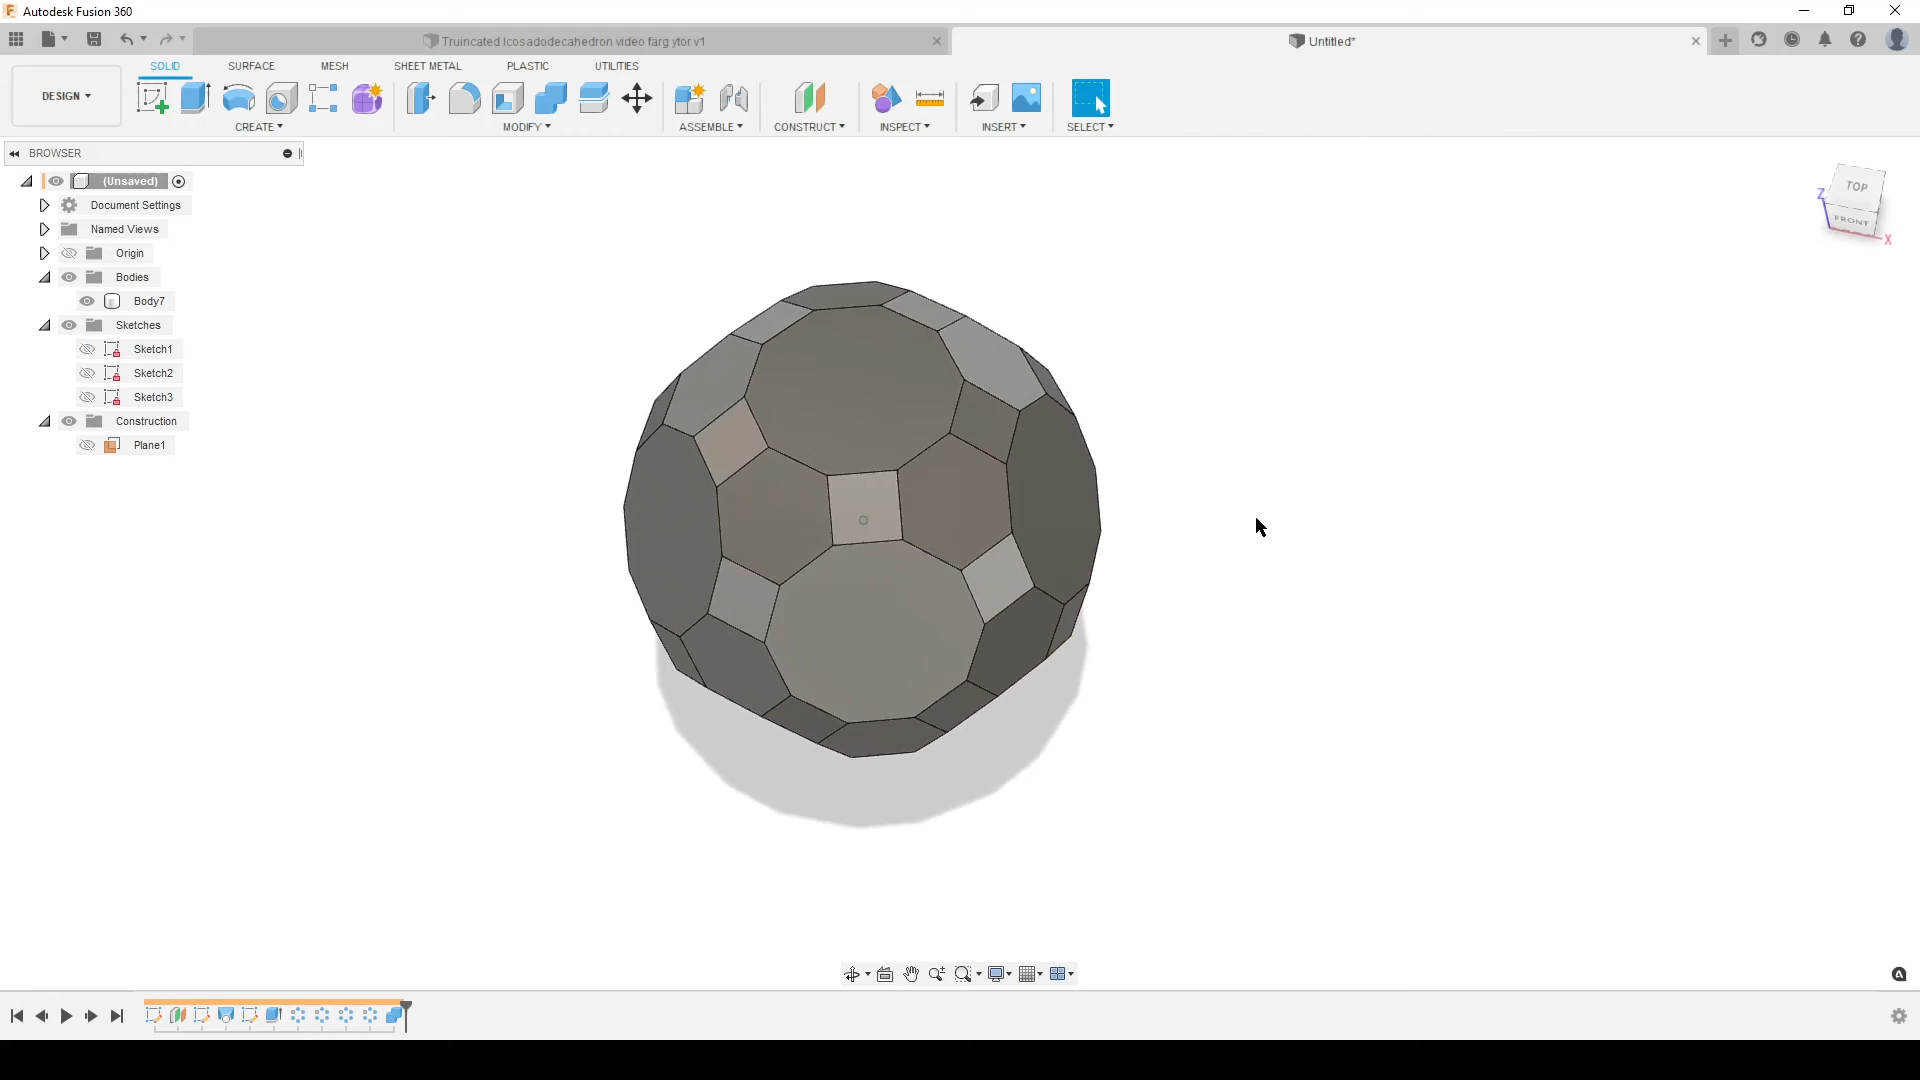 Autodesk Fusion 360
Truincated Icosadodecahedron video färg ytor v1
Untitled*
DESIGN
SOLID SURFACE MESH SHEET METAL PLASTIC UTILITIES
CREATE MODIFY ASSEMBLE CONSTRUCT INSPECT INSERT SELECT
BROWSER
(Unsaved)
Document Settings
Named Views
Origin
Bodies
Body7
Sketches
Sketch1
Sketch2
Sketch3
Construction
Plane1
TOP
Z
FRONT
X